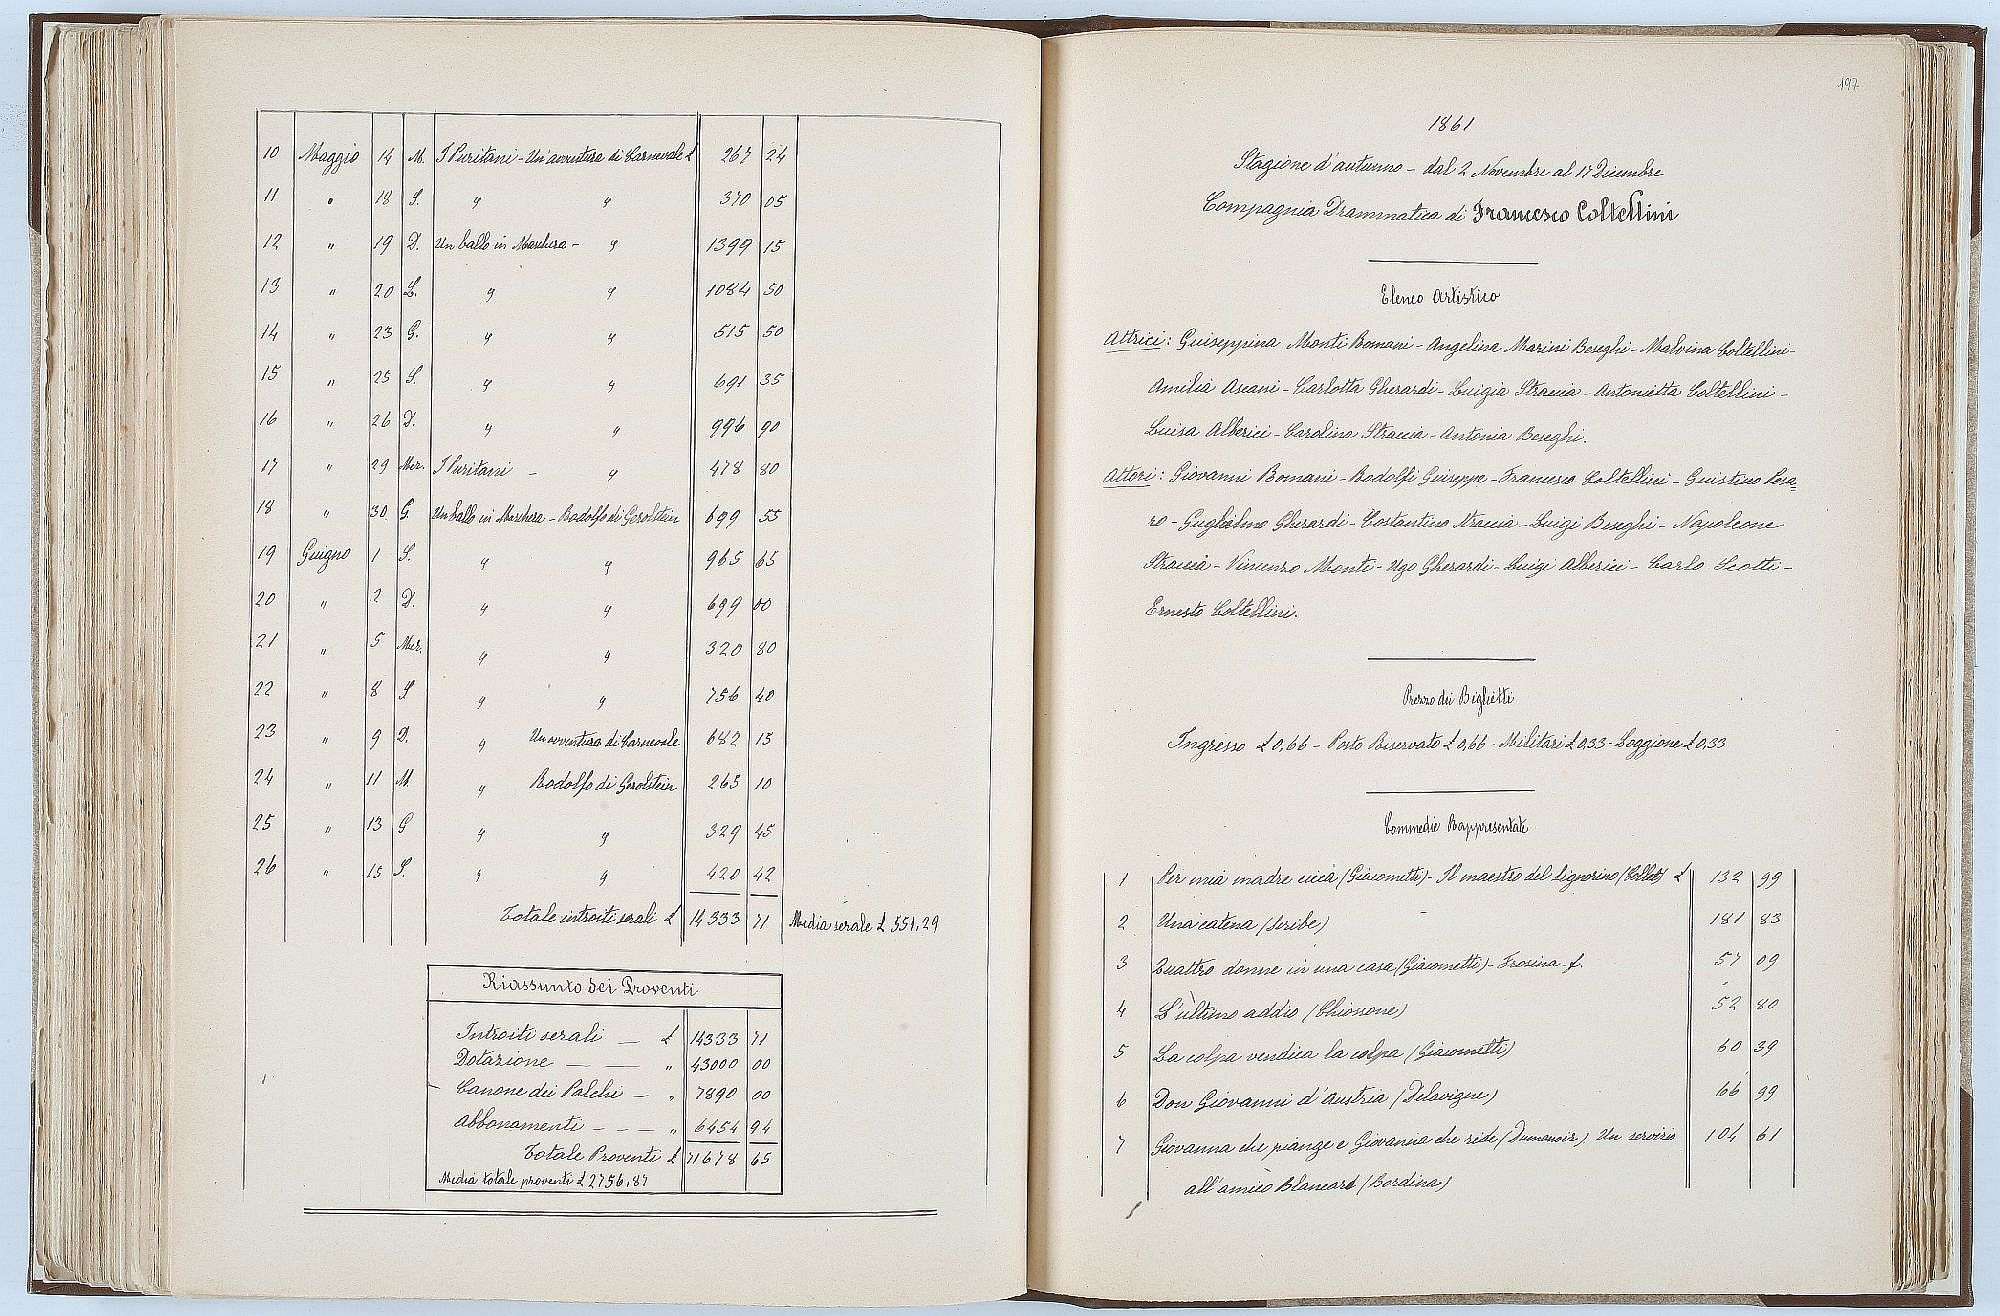 10 Maggio 14 M. I Puritani - Un'avventura di Carnevale £ 267 24
11 " 18 S. " " 370 05
12 " 19 D. Un ballo in Maschera - " 1399 15
13 " 20 L. " " 1084 50
14 " 23 G. " " 515 50
15 " 25 S. " " 691 35
16 " 26 D. " " 996 90
17 " 29 Mer. I Puritani - " 478 80
18 " 30 G. Un ballo in Maschera - Rodolfo di Gerolstein 699 55
19 Guigno 1 S. " " 965 65
20 " 2 D. " " 699 00
21 " 5 Mer. " " 320 80
22 " 8 S " " 756 40
23 " 9 D. " Un avventura di Carnevale 682 15
24 " 11 M. " Rodolfo di Gerolstein 265 10
25 " 13 G " " 329 45
26 " 15 S. " " 420 42
Totale introiti serali £ 14333 71 Media serale £ 551,29
Riassunto dei Proventi
Introiti serali — £ 14333 71
Dotazione — — " 43000 00
Canone dei Palchi — " 7890 00
Abbonamenti — — — " 6454 94
Totale Proventi £ 71678 65
Media totale proventi £ 2756,87
197
1861
Stagione d'autunno - dal 2 Novembre al 17 Dicembre
Compagnia Drammatica di Francesco Coltellini
Elenco Artistico
Attrici: Guiseppina Monti Romani - Angelina Marini Beseghi - Malvina Coltellini -
Amelia Ascani - Carlotta Gherardi - Luigia Straccia - Antonietta Coltellini -
Luisa Alberici - Carolina Straccia - Antonia Beseghi.
Attori: Giovanni Romani - Rodolfi Guiseppe - Francesco Coltellini - Guistino Pesa=
ro - Guglielmo Gherardi - Costantino Straccia - Luigi Beseghi - Napoleone
Straccia - Vincenzo Monti - Ugo Gherardi - Luigi Alberici - Carlo Scotti -
Ernesto Coltellini.
Prezzo dei Biglietti
Ingresso £ 0,66 - Posto Riservato £ 0,66 - Militari £ 0,33 - Loggione £ 0,33
Commedie Rappresentate
1 Per mia madre cieca (Giacometti) - Il maestro del signorino £ 132 99
2 Una catena (Scribe) 181 83
3 Quattro donne in una casa (Giacometti) - Frosina f. 57 09
4 L'ultimo addio (Chiossone) 52 80
5 La colpa vendica la colpa (Giacometti) 60 39
6 Don Giovanni d'Austria (Delavigne) 66 99
7 Giovanna che piange e Giovanna che ride (Dumanoir) Un servizio 104 61
all'amico Blancard (Bordina)